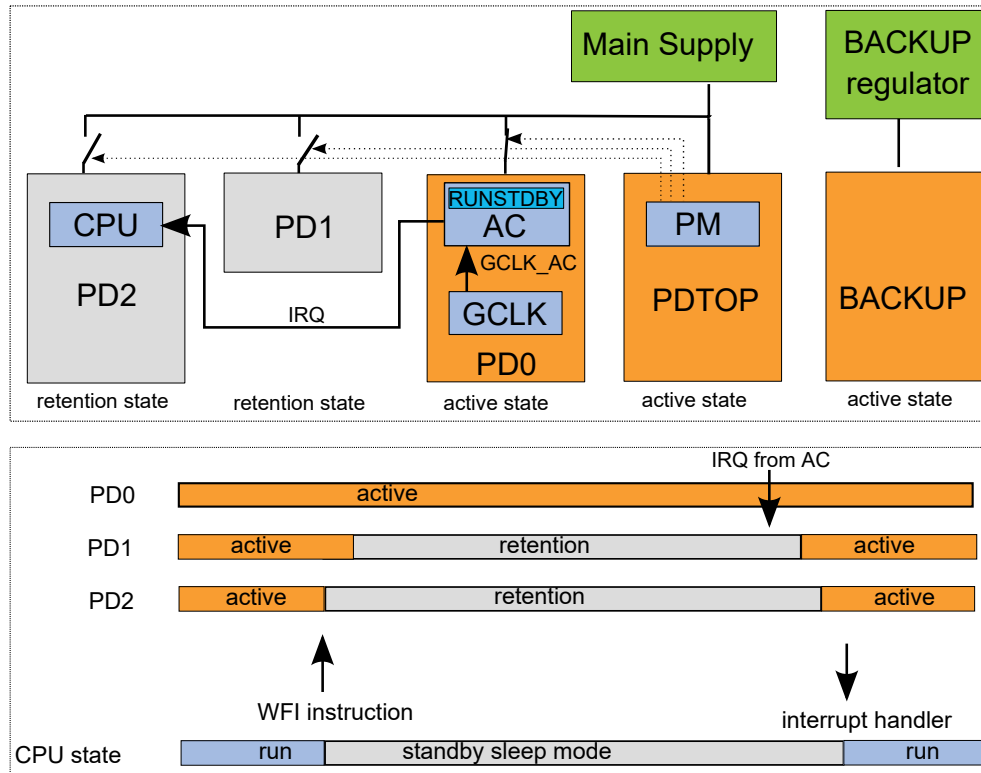 Main Supply
BACKUP
regulator
RUNSTDBY
CPU
PD1
AC
PM
GCLK_AC
PD2
PDTOP
BACKUP
IRQ
GCLK
PD0
retention state
retention state
active state
active state
active state
IRQ from AC
PD0
active
PD1
active
retention
active
PD2
active
retention
active
WFI instruction
interrupt handler
CPU state
run
standby sleep mode
run